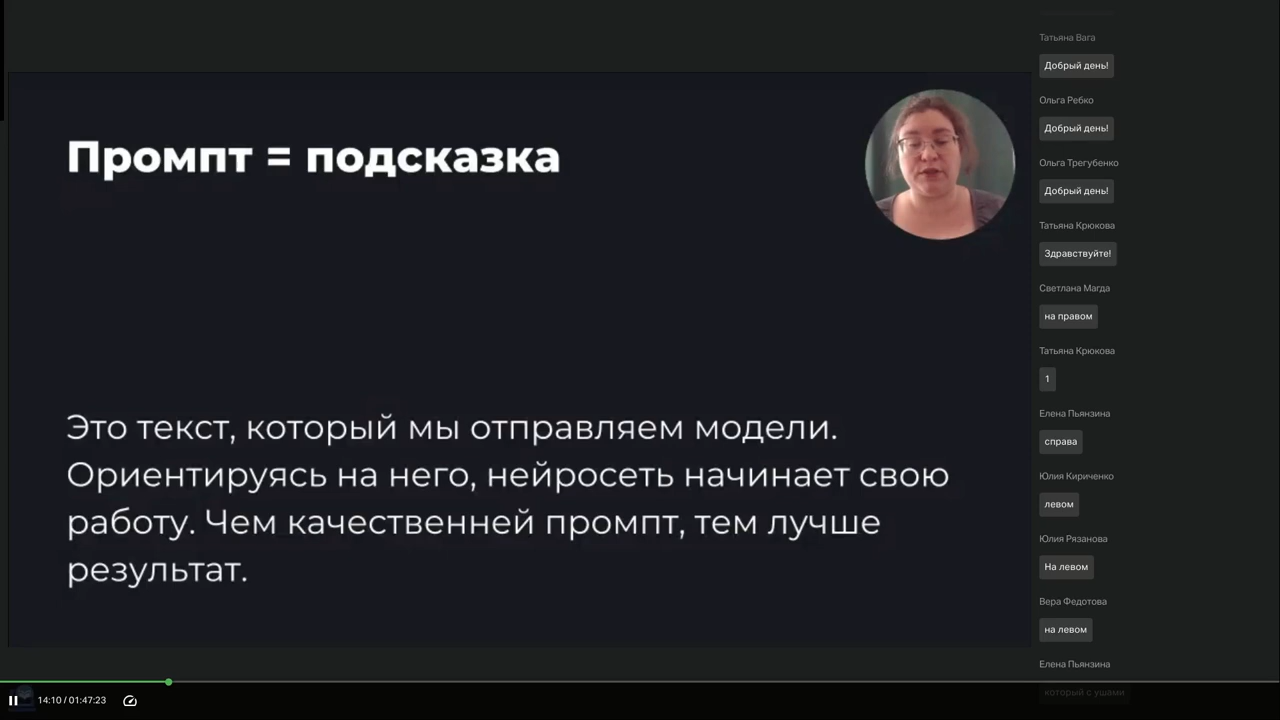 Промпт = подсказка
Это текст, который мы отправляем модели.
Ориентируясь на него, нейросеть начинает свою
работу. Чем качественней промпт, тем лучше
результат.
Татьяна Вага
Добрый день!
Ольга Ребко
Добрый день!
Ольга Трегубенко
Добрый день!
Татьяна Крюкова
Здравствуйте!
Светлана Магда
на правом
Татьяна Крюкова
1
Елена Пьянзина
справа
Юлия Кириченко
левом
Юлия Рязанова
На левом
Вера Федотова
на левом
Елена Пьянзина
который с ушами
14:10 / 01:47:23